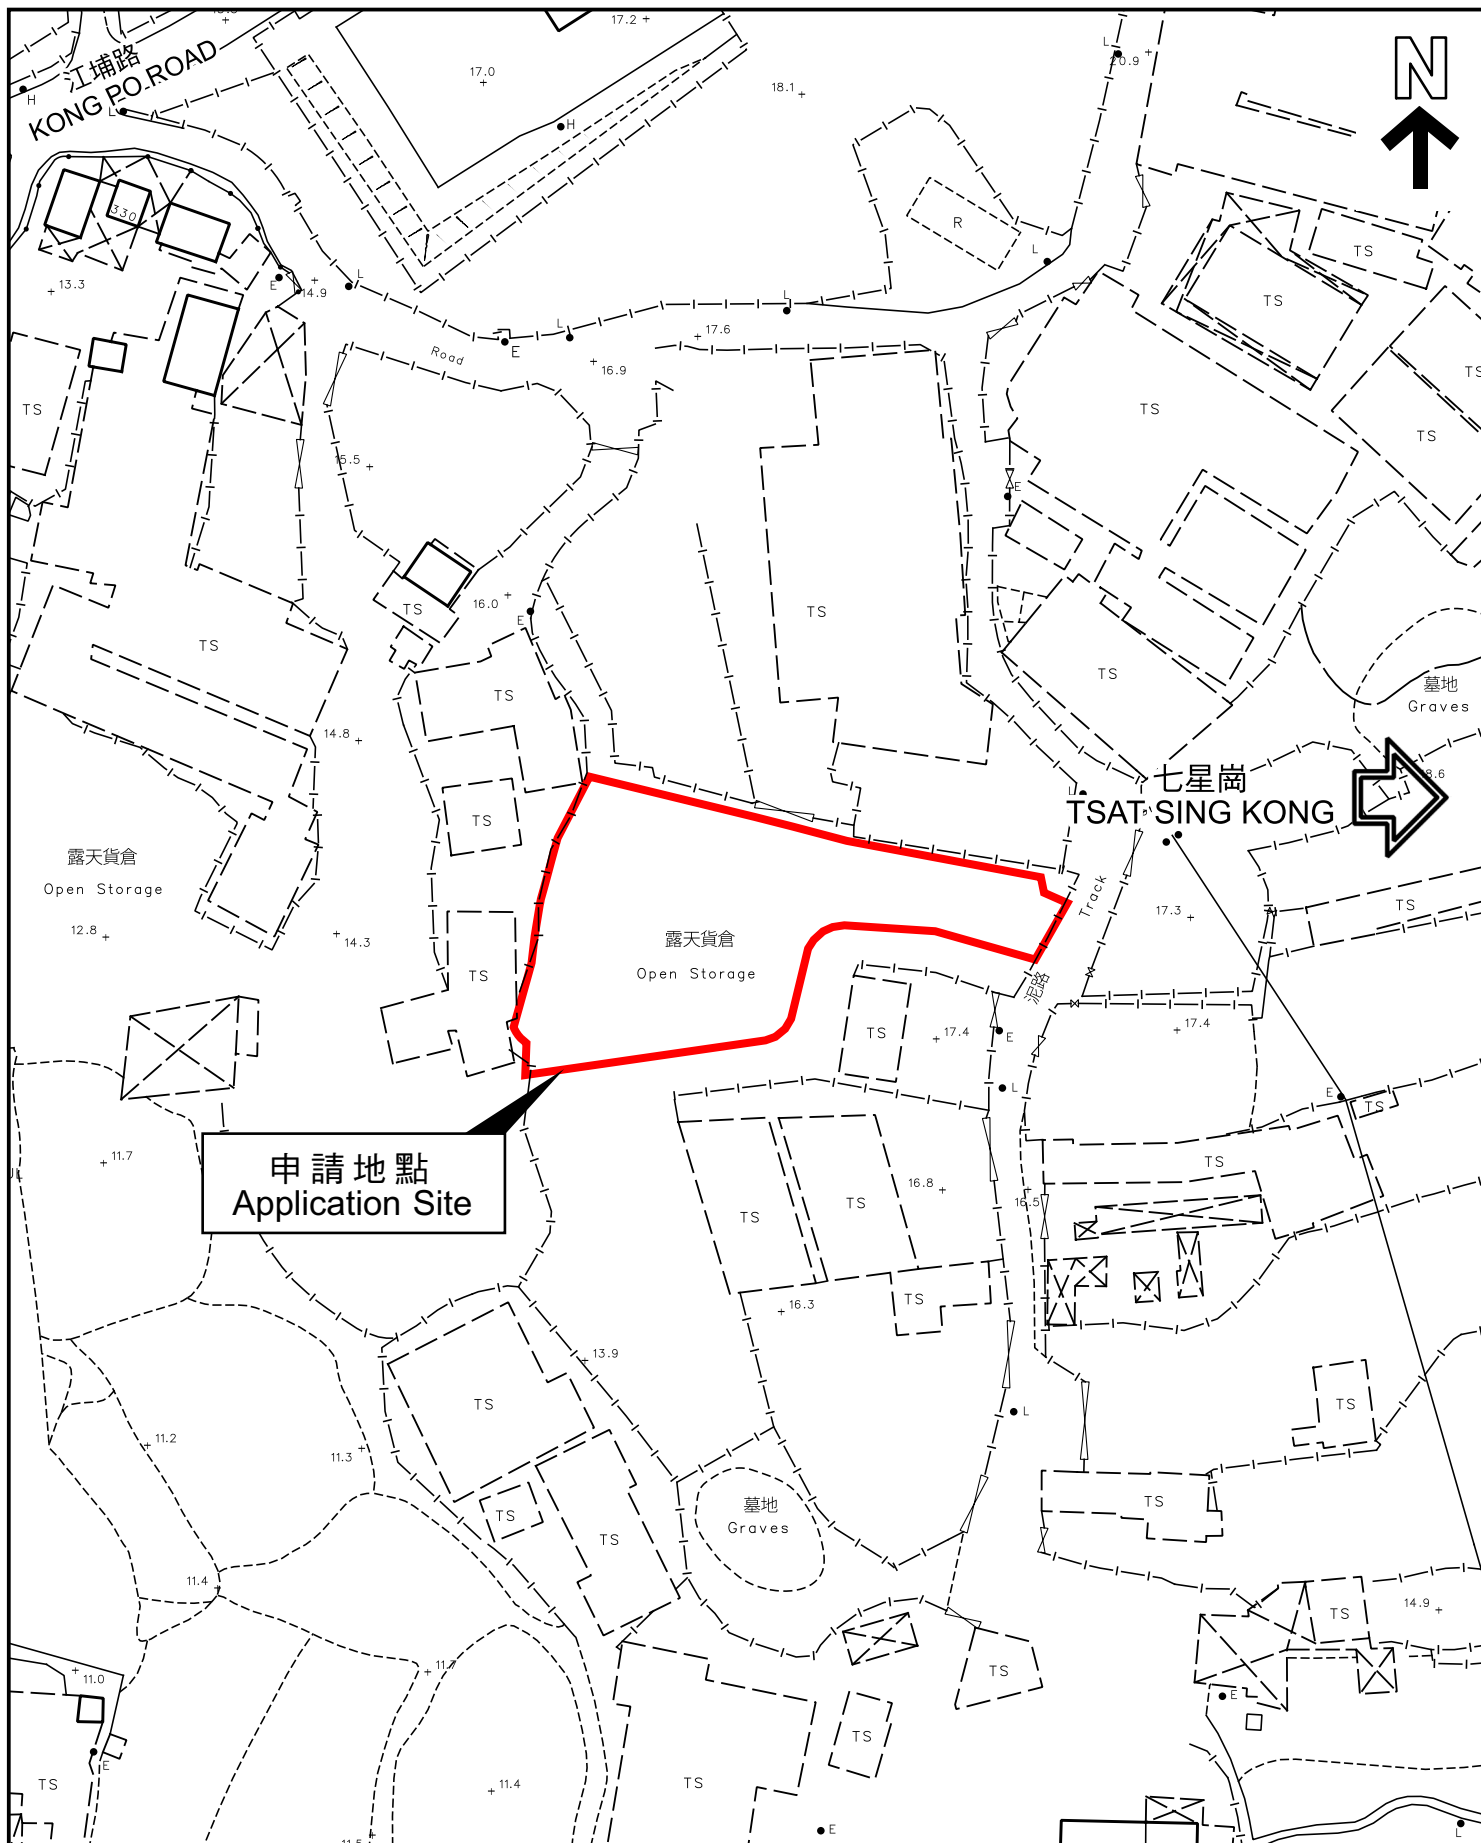 17.2
17.0
18.1
20.9
N
江埔路
KONG PO ROAD
H
L
H
L
330
R
L
TS
TS
13.3
E
14.9
L
L
L
E
17.6
16.9
Road
TS
TS
TS
TS
15.5
E
TS
16.0
E
TS
TS
TS
TS
墓地
Graves
14.8
七星崗
TSAT SING KONG
8.6
TS
露天貨倉
Open Storage
12.8
14.3
Track
17.3
TS
露天貨倉
Open Storage
TS
泥路
TS
17.4
E
17.4
L
E
TS
11.7
申請地點
Application Site
TS
TS
TS
16.8
16.5
16.3
TS
13.9
TS
TS
L
11.2
11.3
TS
TS
墓地
Graves
TS
11.4
TS
14.9
11.0
11.7
TS
E
TS
E
TS
TS
11.4
E
11.5
L